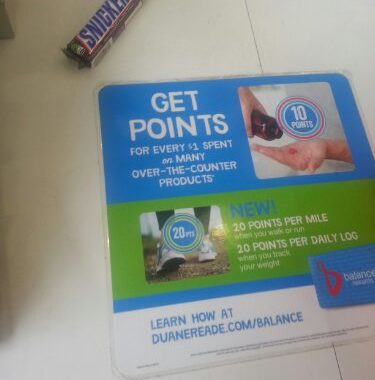 SNICKERS
GET
POINTS
FOR EVERY $1 SPENT
on MANY
OVER-THE-COUNTER
PRODUCTS*
10
POINTS
20 PTS
NEW!
20 POINTS PER MILE
when you walk or run
20 POINTS PER DAILY LOG
when you track
your weight
balance
rewards
LEARN HOW AT
DUANEREADE.COM/BALANCE